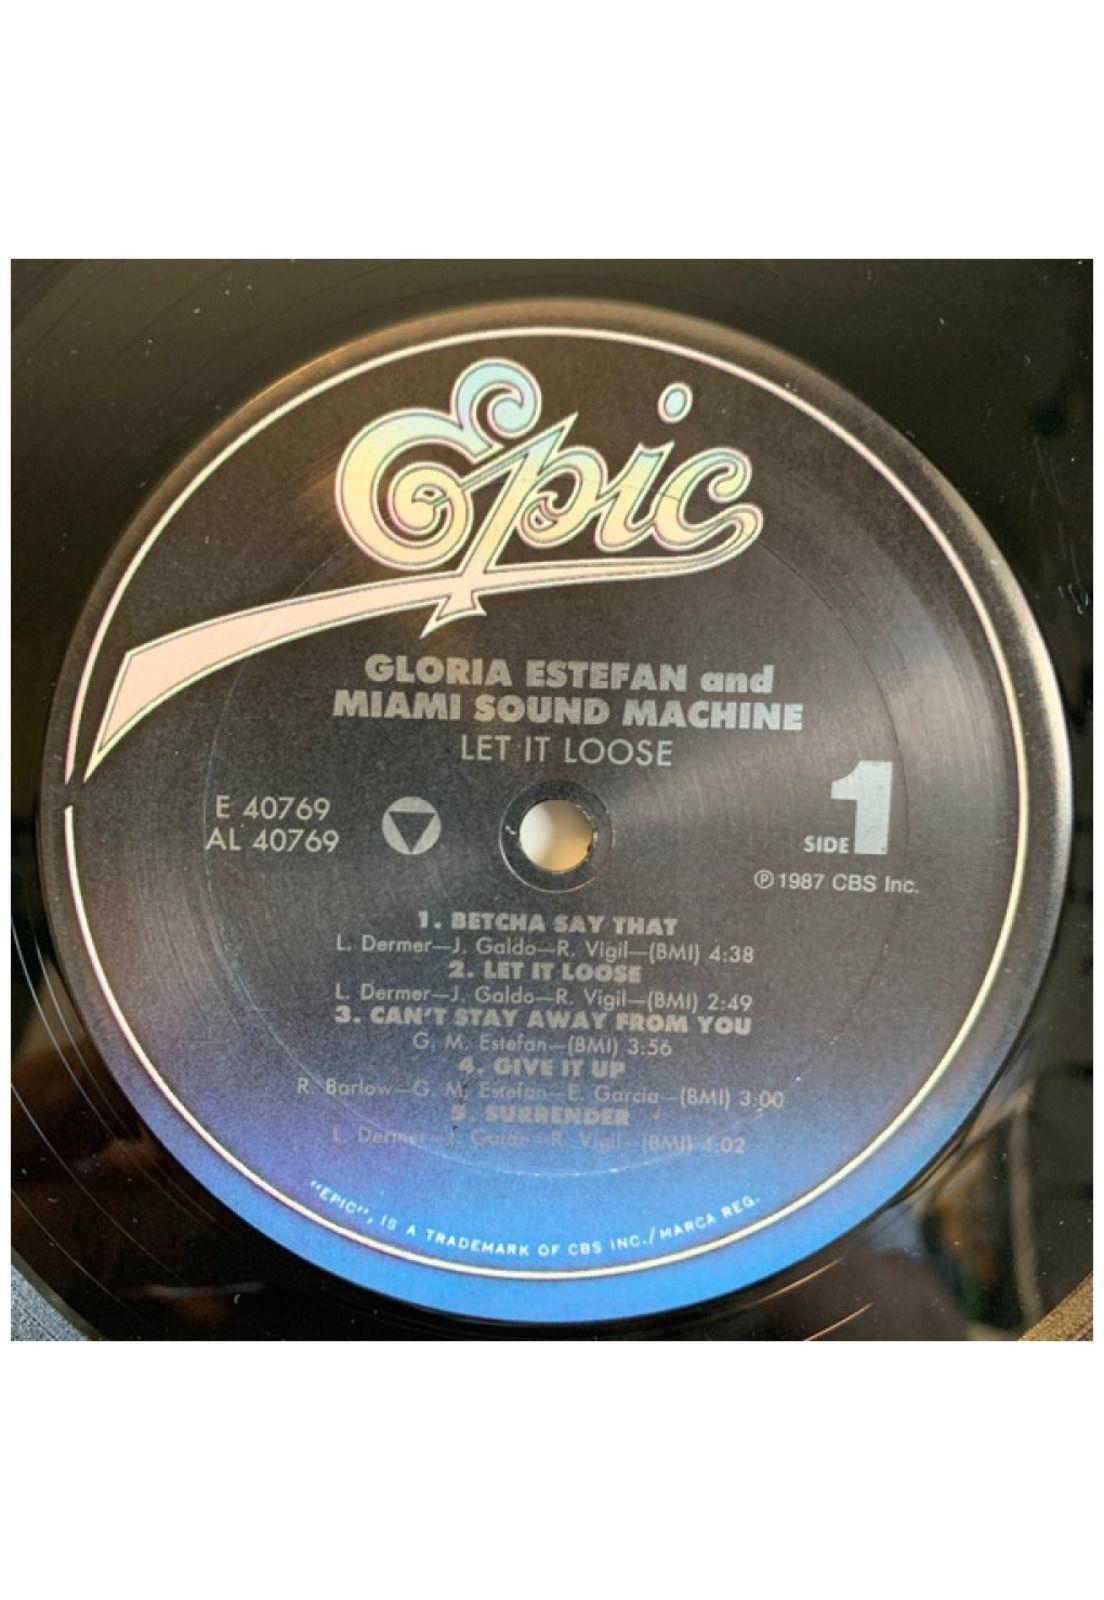 Epic
GLORIA ESTEFAN and
MIAMI SOUND MACHINE
LET IT LOOSE
E 40769
AL 40769
SIDE 1
℗ 1987 CBS Inc.
1. BETCHA SAY THAT
L. Dermer—J. Galdo—R. Vigil—(BMI) 4:38
2. LET IT LOOSE
L. Dermer—J. Galdo—R. Vigil—(BMI) 2:49
3. CAN'T STAY AWAY FROM YOU
G. M. Estefan—(BMI) 3:56
4. GIVE IT UP
R. Barlow—G. M. Estefan—E. Garcia—(BMI) 3:00
5. SURRENDER
L. Dermer—J. Galdo—R. Vigil—(BMI) 4:02
"EPIC", IS A TRADEMARK OF CBS INC./MARCA REG.